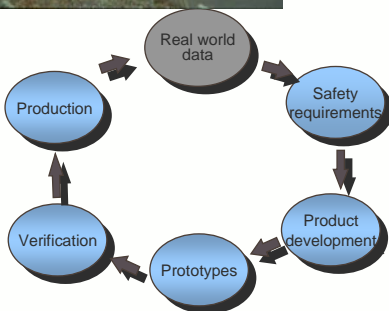 Real world
data
Safety
requirements
Product
development
Prototypes
Verification
Production